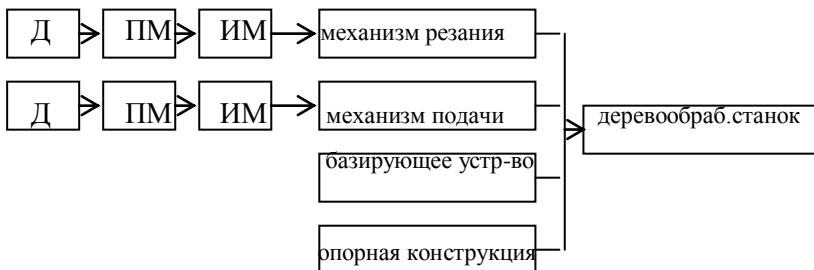 Д ПМ ИМ механизм резания
Д ПМ ИМ механизм подачи
деревообраб.станок
базирующее устр-во
опорная конструкция